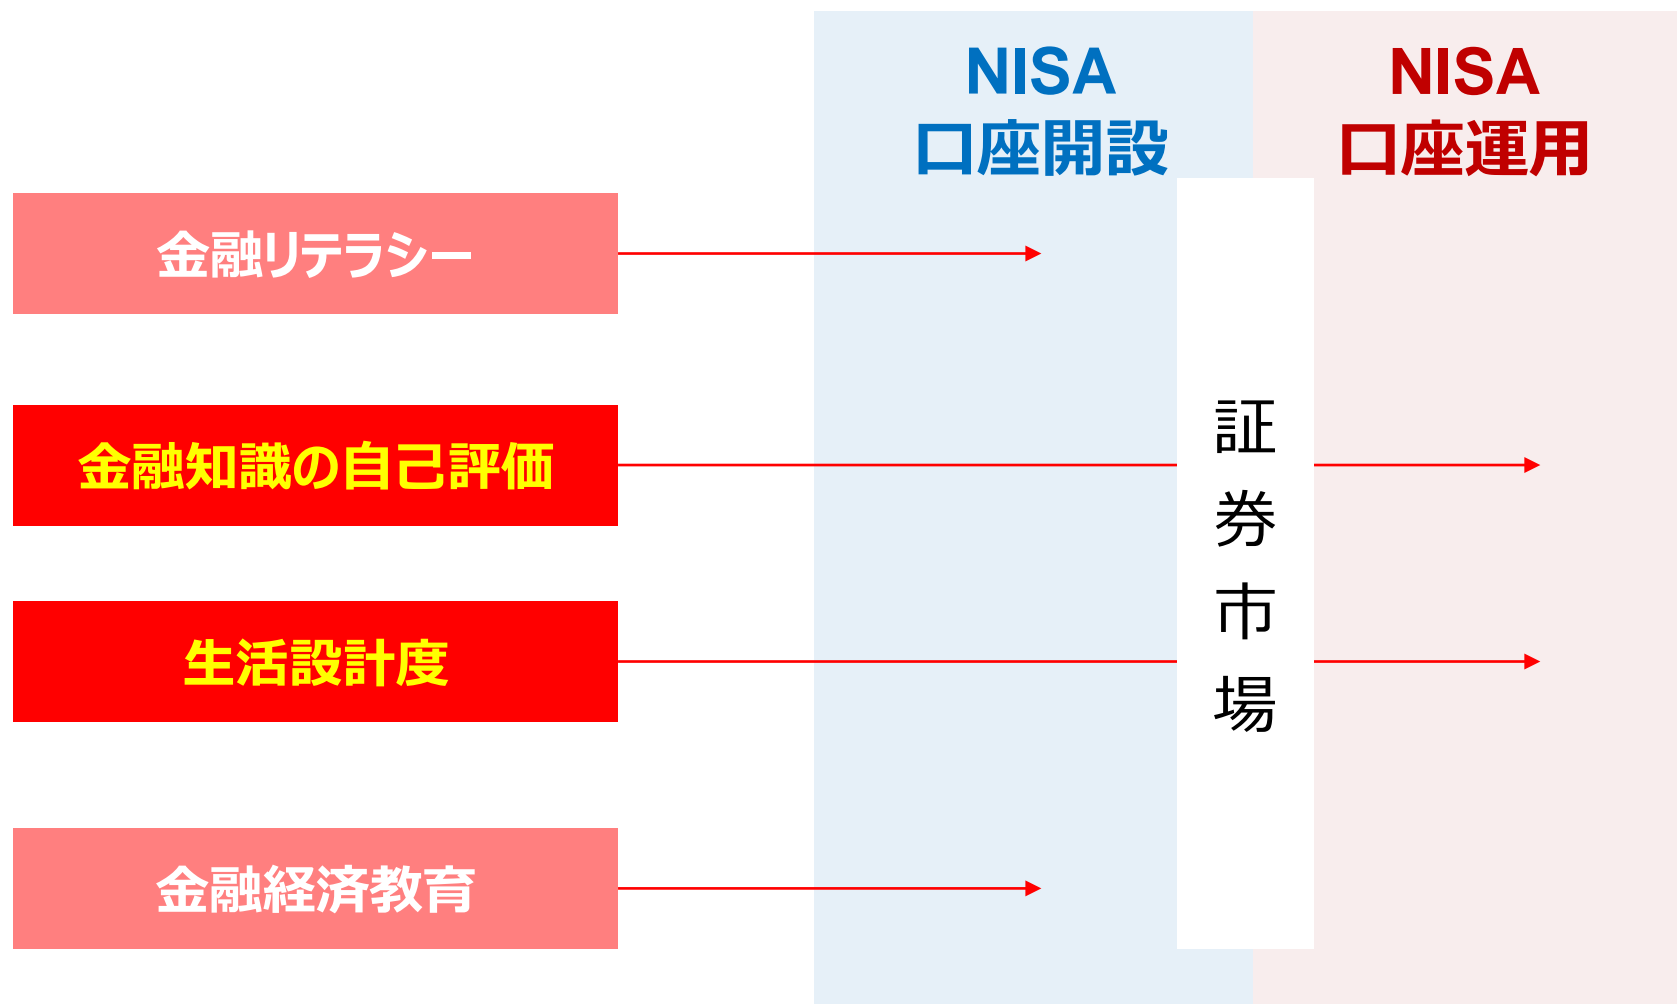 NISA
口座開設
NISA
口座運用
金融リテラシー
金融知識の自己評価
生活設計度
金融経済教育
証券市場